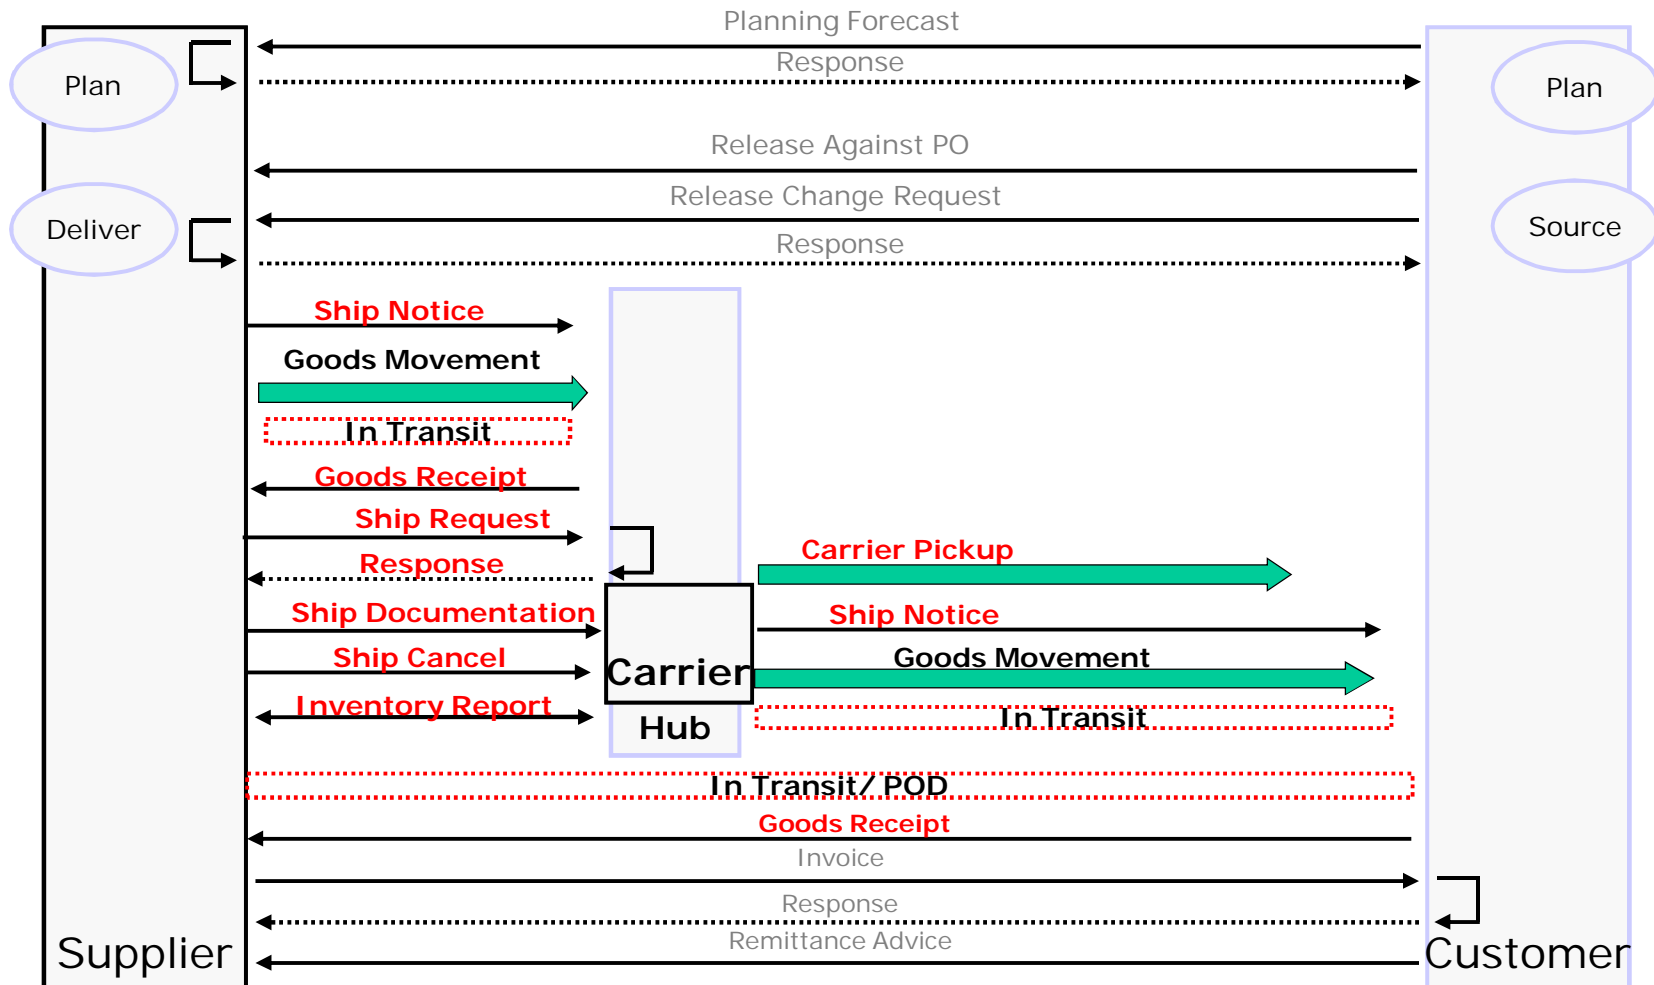 Planning Forecast
Response
Plan
Plan
Release Against PO
Release Change Request
Deliver
Source
Response
Ship Notice
Goods Movement
In Transit
Goods Receipt
Ship Request
Carrier Pickup
Response
Ship Documentation
Ship Notice
Ship Cancel
Goods Movement
Carrier
Inventory Report
In Transit
Hub
In Transit/ POD
Goods Receipt
Invoice
Response
Remittance Advice
Supplier
Customer